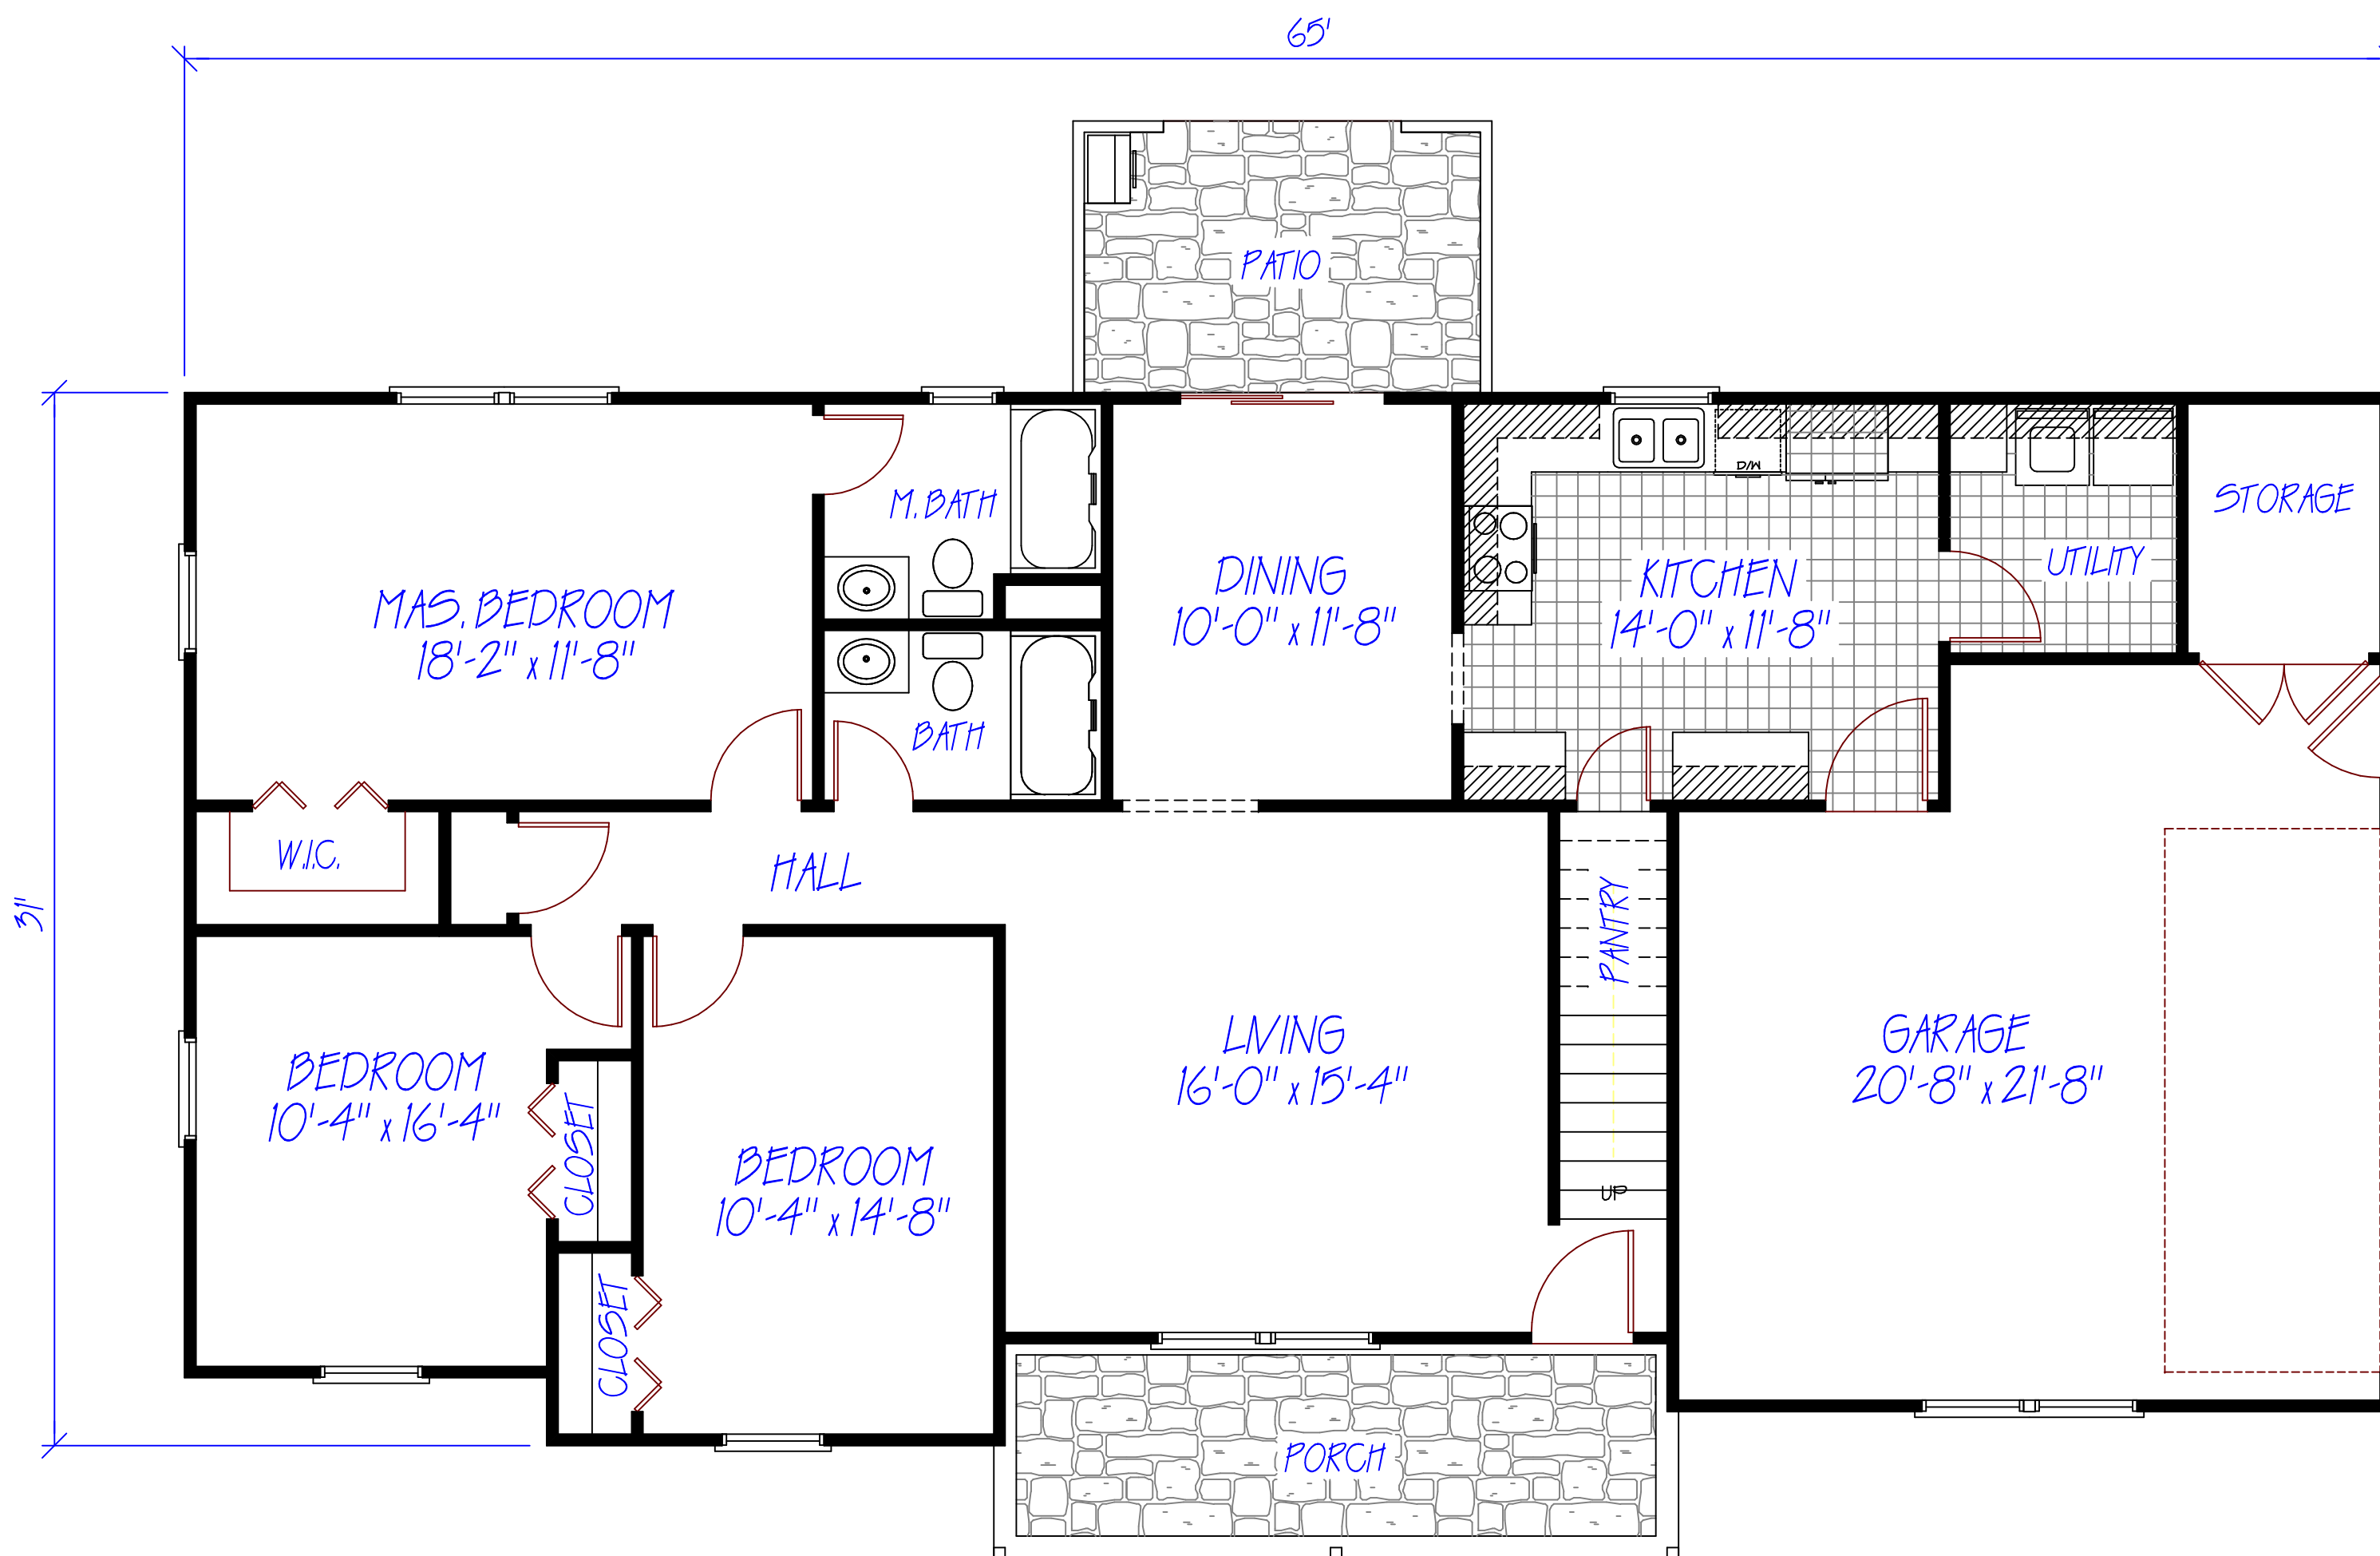 65'
PATIO
M. BATH
STORAGE
D/W
DINING
10'-0" x 11'-8"
KITCHEN
14'-0" x 11'-8"
UTILITY
MAS. BEDROOM
18'-2" x 11'-8"
BATH
W.I.C.
HALL
PANTRY
31'
LIVING
16'-0" x 15'-4"
GARAGE
20'-8" x 21'-8"
BEDROOM
10'-4" x 16'-4"
CLOSET
BEDROOM
10'-4" x 14'-8"
UP
CLOSET
PORCH